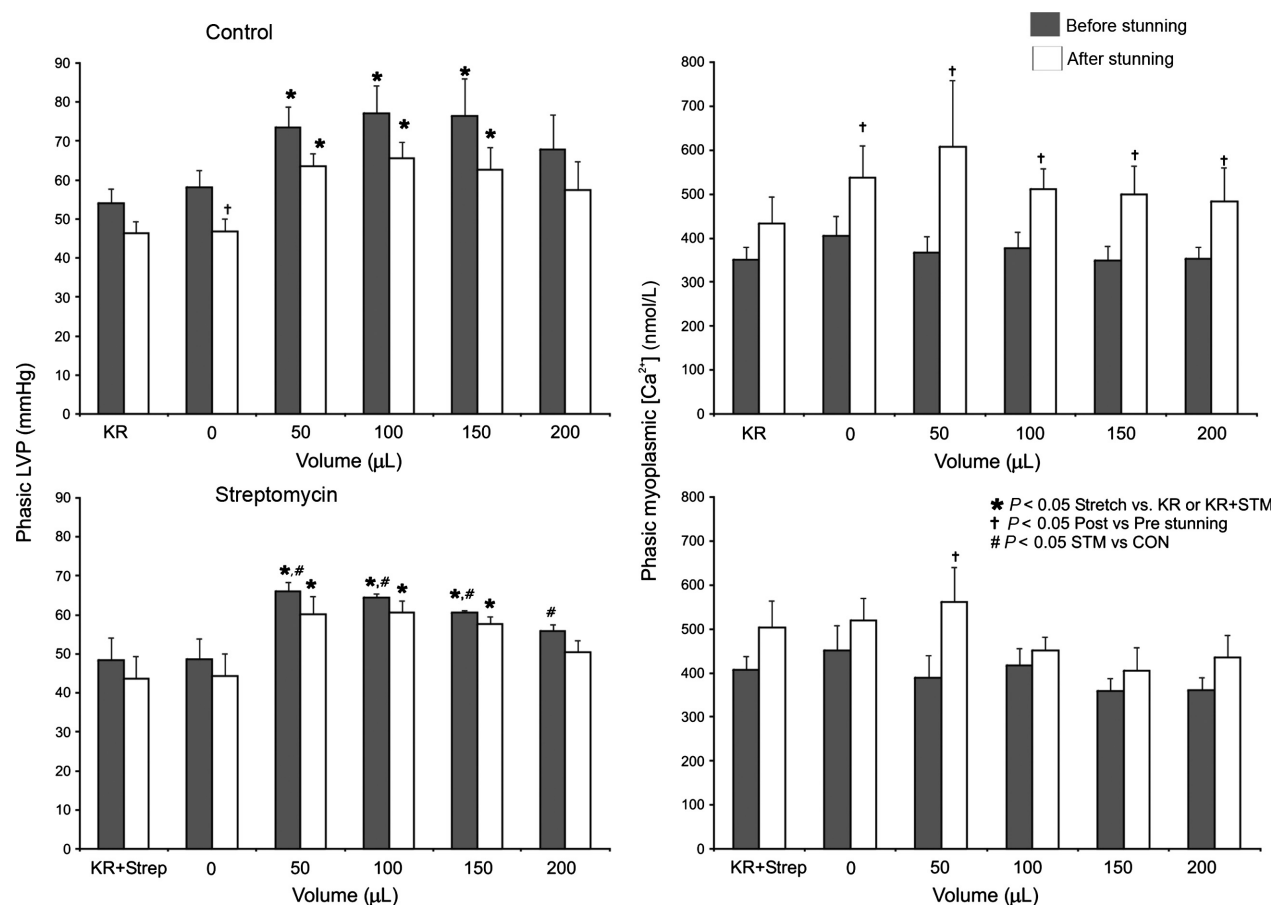 Control
Before stunning
After stunning
Phasic LVP (mmHg)
90
80
70
60
50
40
30
20
10
0
* * * * * *
†
KR 0 50 100 150 200
Volume (μL)
Phasic myoplasmic [Ca²⁺] (nmol/L)
800
700
600
500
400
300
200
100
0
† † † † †
KR 0 50 100 150 200
Volume (μL)
Streptomycin
90
80
70
60
50
40
30
20
10
0
*,# * *,# * *,# * #
KR+Strep 0 50 100 150 200
Volume (μL)
* P < 0.05 Stretch vs. KR or KR+STM
† P < 0.05 Post vs Pre stunning
# P < 0.05 STM vs CON
800
700
600
500
400
300
200
100
0
†
KR+Strep 0 50 100 150 200
Volume (μL)